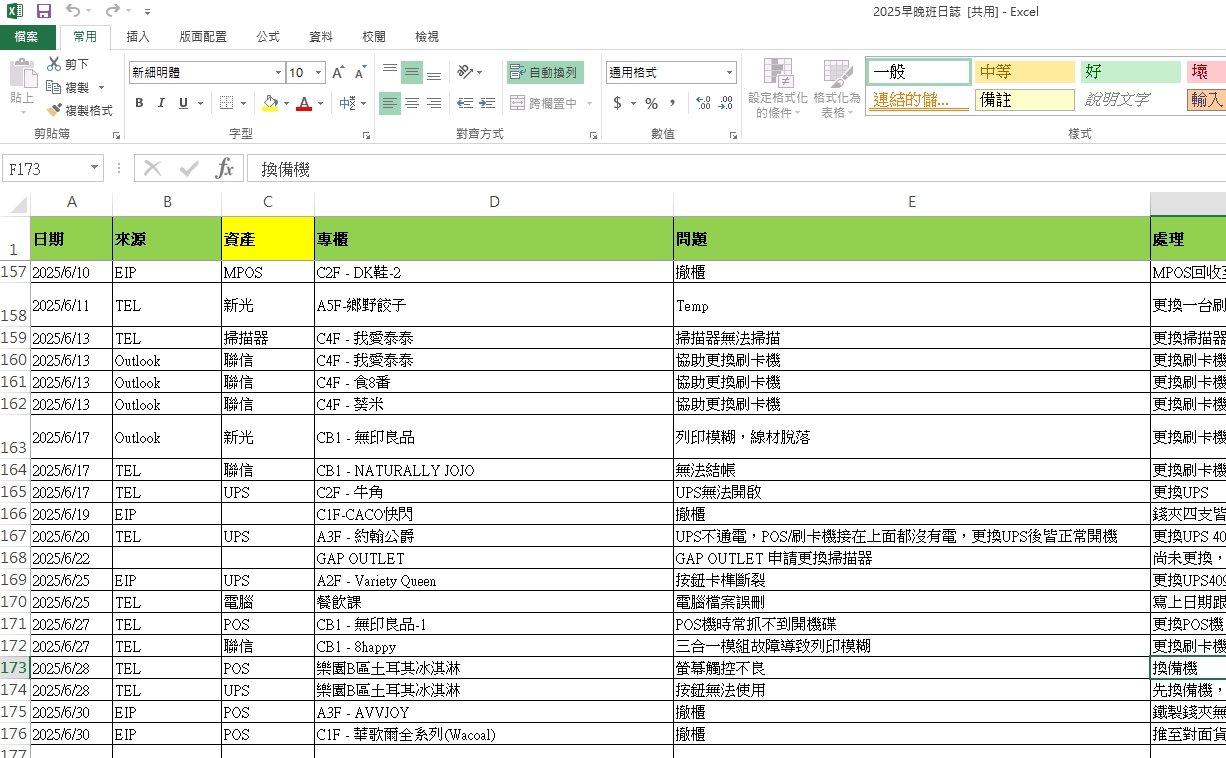 2025早晚班日誌 [共用] - Excel
檔案 常用 插入 版面配置 公式 資料 校閱 檢視
剪下 新細明體 10 自動換列 通用格式 一般 中等 好 壞
貼上 複製 B I U 跨欄置中 $ % , 設定格式化的條件 格式化為表格 連結的儲... 備註 說明文字 輸入
複製格式
剪貼簿 字型 對齊方式 數值 樣式
F173 fx 換備機
A B C D E
1 日期 來源 資產 專櫃 問題 處理
157 2025/6/10 EIP MPOS C2F - DK鞋-2 撤櫃 MPOS回收至
158 2025/6/11 TEL 新光 A5F-鄉野餃子 Temp 更換一台刷
159 2025/6/13 TEL 掃描器 C4F - 我愛泰泰 掃描器無法掃描 更換掃描器
160 2025/6/13 Outlook 聯信 C4F - 我愛泰泰 協助更換刷卡機 更換刷卡機
161 2025/6/13 Outlook 聯信 C4F - 食8番 協助更換刷卡機 更換刷卡機
162 2025/6/13 Outlook 聯信 C4F - 葵米 協助更換刷卡機 更換刷卡機
163 2025/6/17 Outlook 新光 CB1 - 無印良品 列印模糊，線材脫落 更換刷卡機
164 2025/6/17 TEL 聯信 CB1 - NATURALLY JOJO 無法結帳 更換刷卡機
165 2025/6/17 TEL UPS C2F - 牛角 UPS無法開啟 更換UPS
166 2025/6/19 EIP C1F-CACO快閃 撤櫃 錢夾四支皆
167 2025/6/20 TEL UPS A3F - 約翰公爵 UPS不通電，POS/刷卡機接在上面都沒有電，更換UPS後皆正常開機 更換UPS 40
168 2025/6/22 GAP OUTLET GAP OUTLET 申請更換掃描器 尚未更換，
169 2025/6/25 EIP UPS A2F - Variety Queen 按鈕卡榫斷裂 更換UPS409
170 2025/6/25 TEL 電腦 餐飲課 電腦檔案誤刪 寫上日期跟
171 2025/6/27 TEL POS CB1 - 無印良品-1 POS機時常抓不到開機碟 更換POS機
172 2025/6/27 TEL 聯信 CB1 - 8happy 三合一模組故障導致列印模糊 更換刷卡機
173 2025/6/28 TEL POS 樂園B區土耳其冰淇淋 螢幕觸控不良 換備機
174 2025/6/28 TEL UPS 樂園B區土耳其冰淇淋 按鈕無法使用 先換備機，
175 2025/6/30 EIP POS A3F - AVVJOY 撤櫃 鐵製錢夾無
176 2025/6/30 EIP POS C1F - 華歌爾全系列(Wacoal) 撤櫃 推至對面貨
177